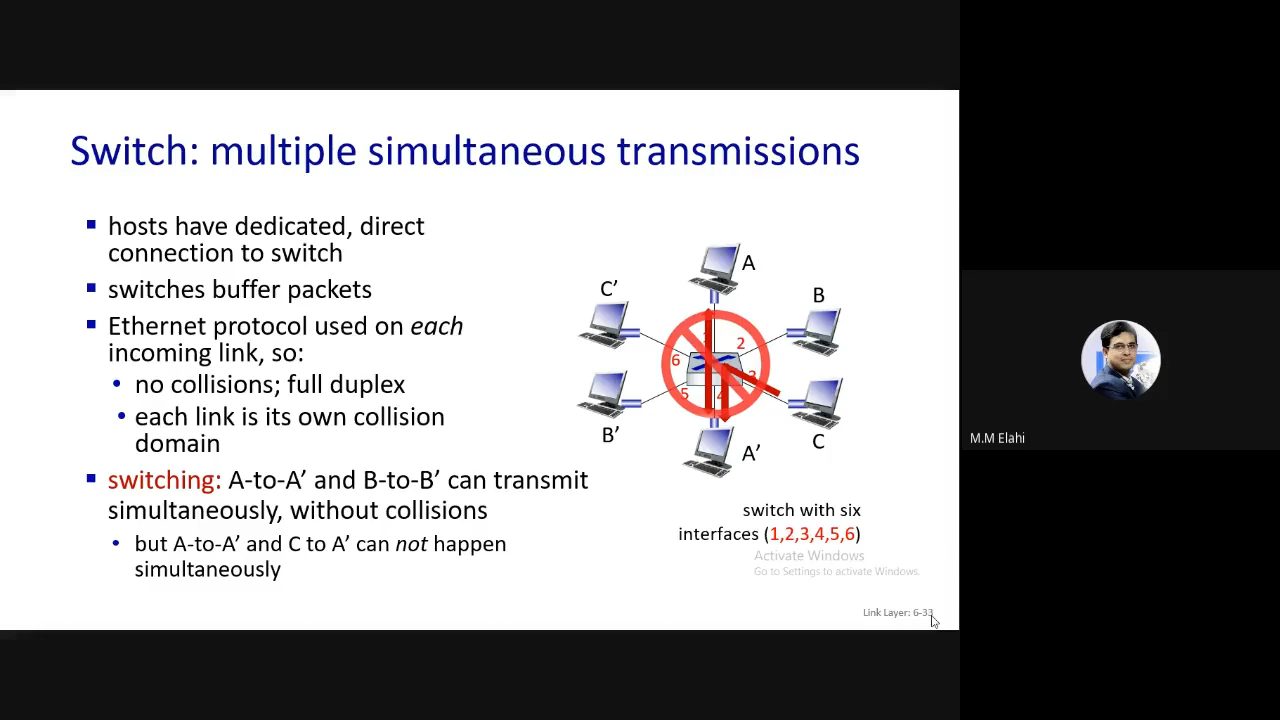 Switch: multiple simultaneous transmissions
hosts have dedicated, direct
connection to switch
switches buffer packets
Ethernet protocol used on each
incoming link, so:
no collisions; full duplex
each link is its own collision
domain
switching: A-to-A’ and B-to-B’ can transmit
simultaneously, without collisions
but A-to-A’ and C to A’ can not happen
simultaneously
A
C’
B
2
6
3
5
4
B’
C
A’
switch with six
interfaces (1,2,3,4,5,6)
Activate Windows
Go to Settings to activate Windows.
Link Layer: 6-33
M.M Elahi